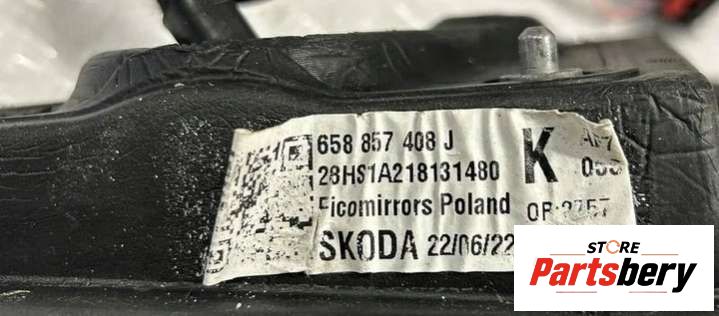 658 857 408 J
28HS1A218131480
Ficomirrors Poland
SKODA 22/06/22
K
STORE
Partsbery